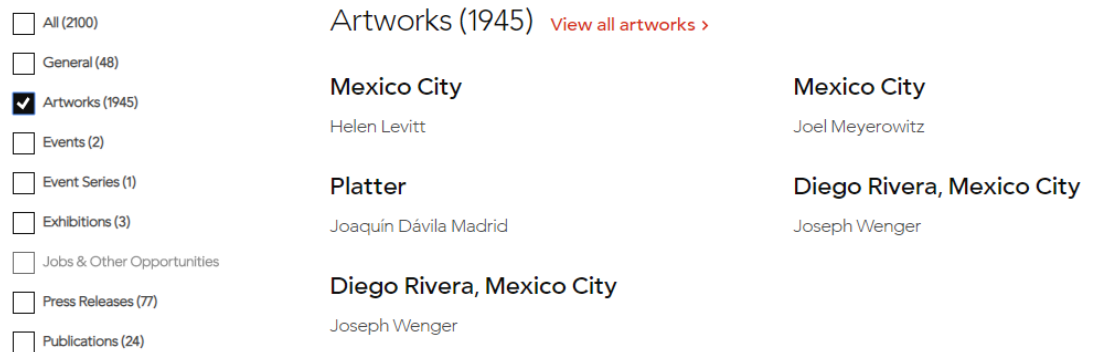 All (2100)
General (48)
Artworks (1945)
Events (2)
Event Series (1)
Exhibitions (3)
Jobs & Other Opportunities
Press Releases (77)
Publications (24)
Artworks (1945) View all artworks >
Mexico City
Helen Levitt
Mexico City
Joel Meyerowitz
Platter
Joaquín Dávila Madrid
Diego Rivera, Mexico City
Joseph Wenger
Diego Rivera, Mexico City
Joseph Wenger